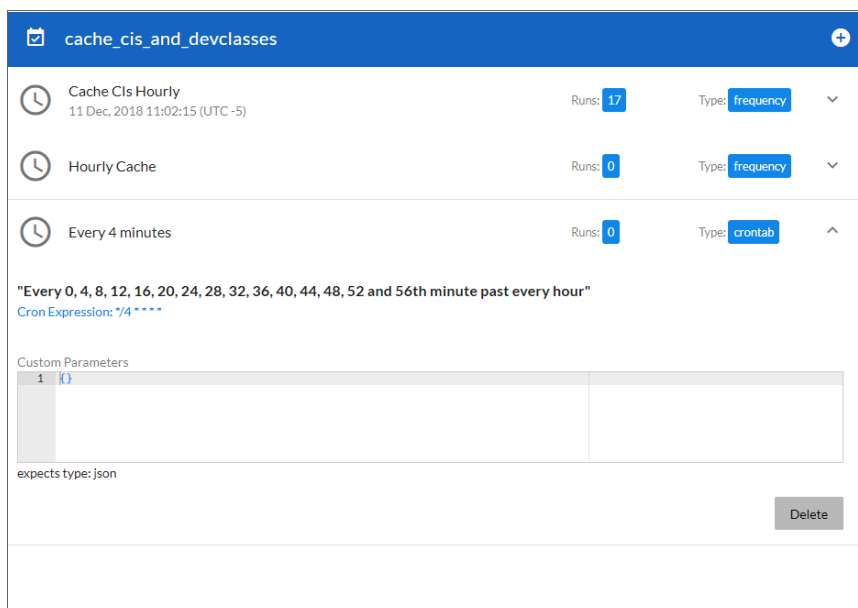 cache_cis_and_devclasses
Cache CIs Hourly
11 Dec, 2018 11:02:15 (UTC -5)
Runs: 17 Type: frequency
Hourly Cache
Runs: 0 Type: frequency
Every 4 minutes
Runs: 0 Type: crontab
"Every 0, 4, 8, 12, 16, 20, 24, 28, 32, 36, 40, 44, 48, 52 and 56th minute past every hour"
Cron Expression: */4 * * * *
Custom Parameters
1 {}
expects type: json
Delete